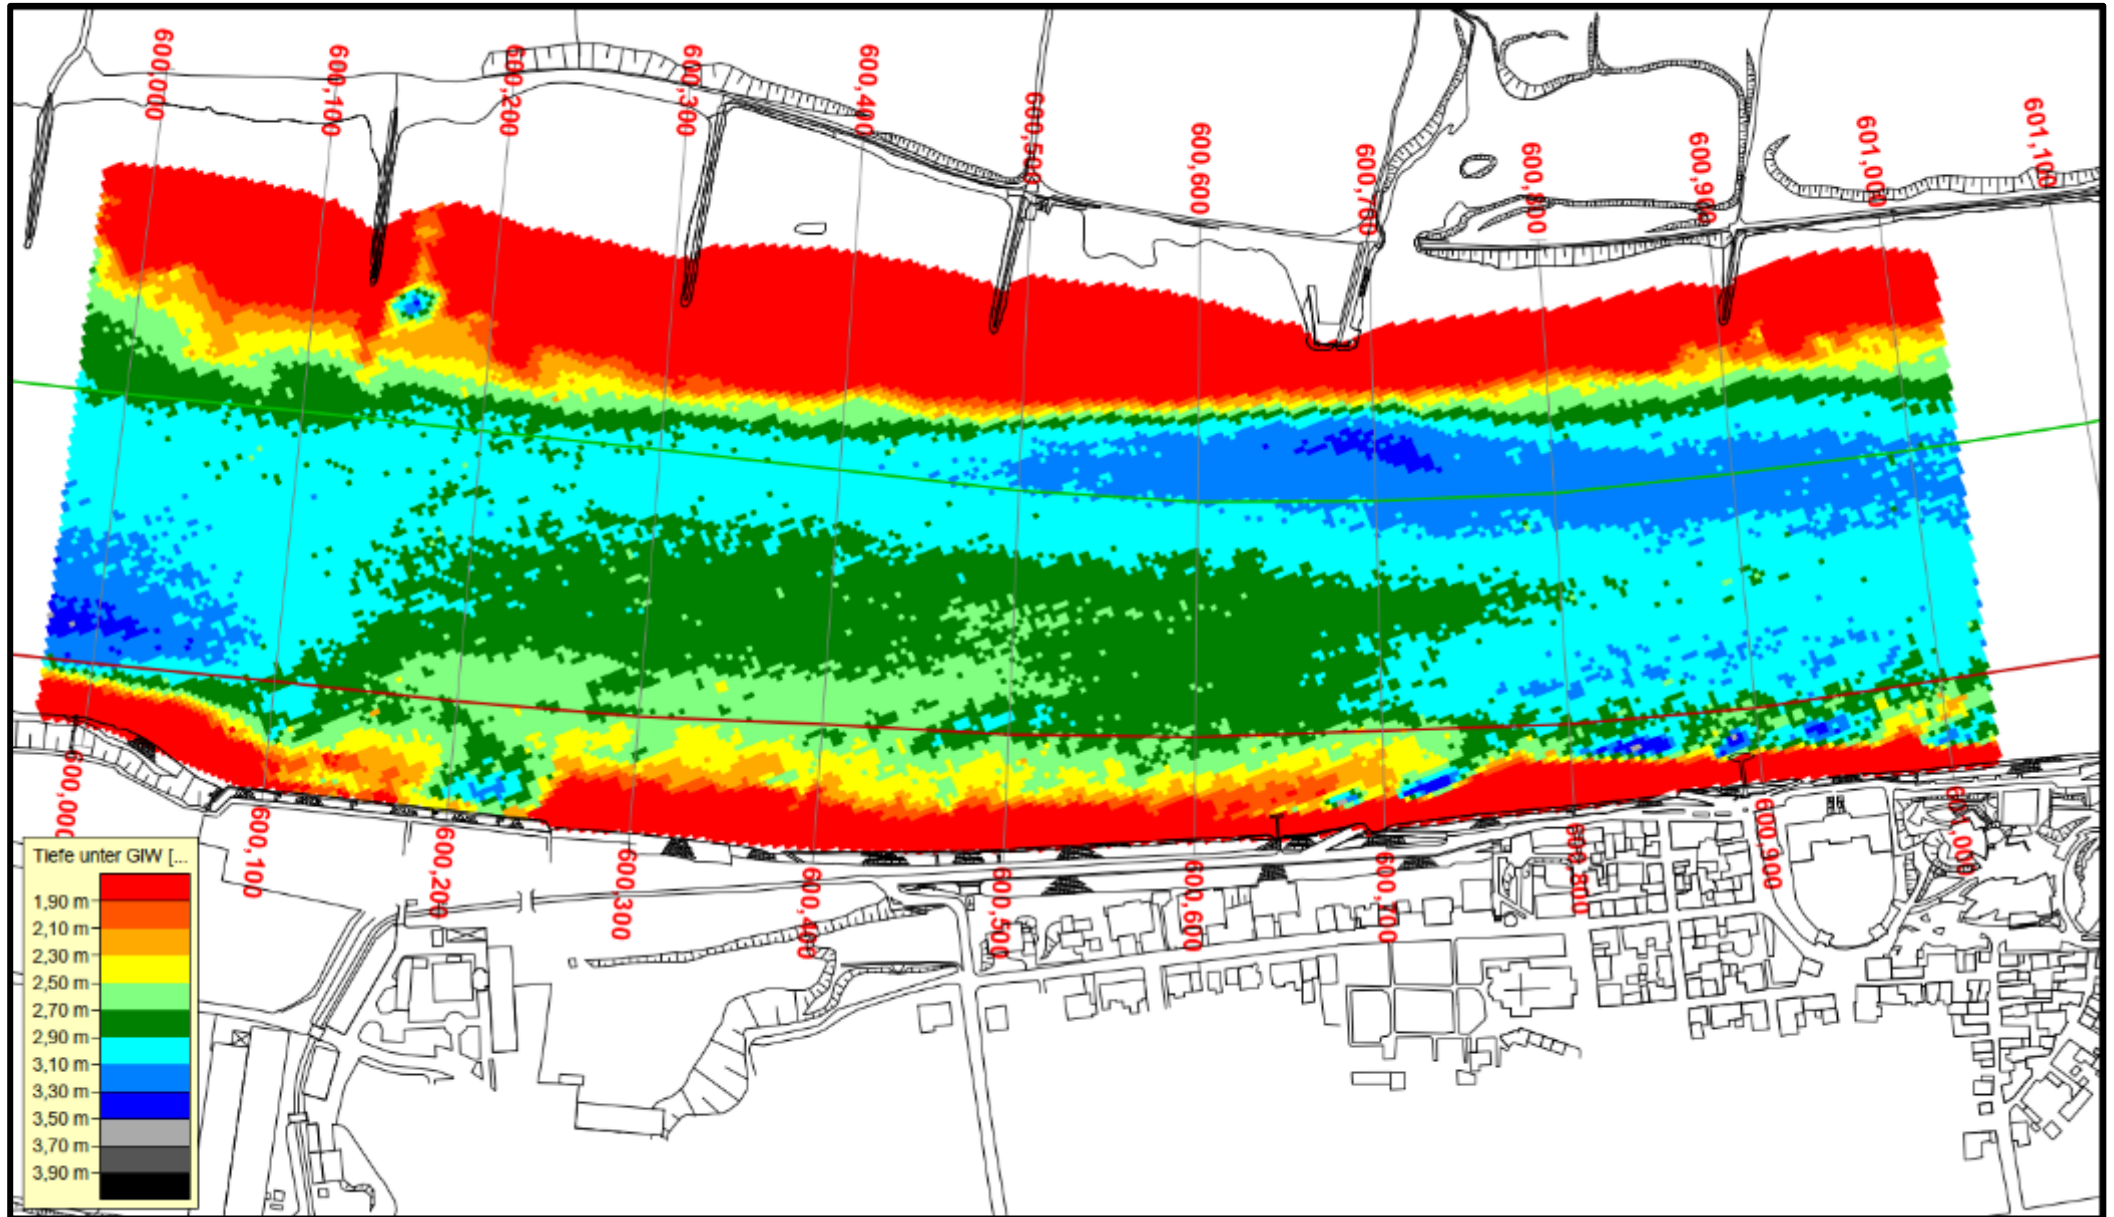 600,000
600,100
600,200
600,300
600,400
600,500
600,600
600,700
600,800
600,900
601,000
601,100
600,000
600,100
600,200
600,300
600,400
600,500
600,600
600,700
600,800
600,900
601,000
Tiefe unter GIW [...
1,90 m
2,10 m
2,30 m
2,50 m
2,70 m
2,90 m
3,10 m
3,30 m
3,50 m
3,70 m
3,90 m